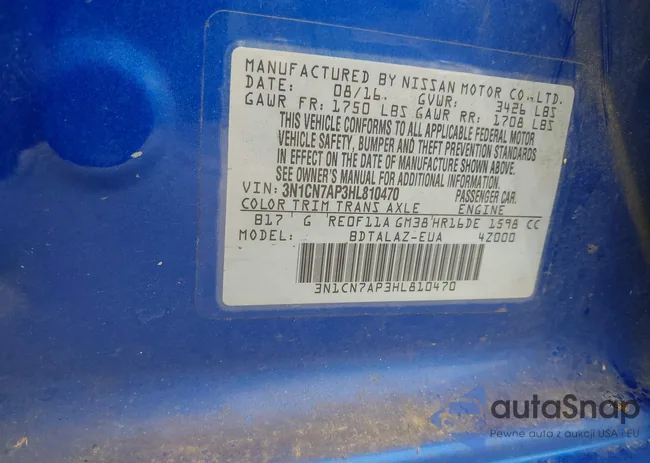 MANUFACTURED BY NISSAN MOTOR CO., LTD.
DATE: 08/16. GVWR: 3426 LBS
GAWR FR: 1750 LBS GAWR RR: 1708 LBS
THIS VEHICLE CONFORMS TO ALL APPLICABLE FEDERAL MOTOR
VEHICLE SAFETY, BUMPER AND THEFT PREVENTION STANDARDS
IN EFFECT ON THE DATE OF MANUFACTURE SHOWN ABOVE.
SEE OWNER'S MANUAL FOR ADDITIONAL INFORMATION.
VIN: 3N1CN7AP3HL810470 PASSENGER CAR.
COLOR TRIM TRANS AXLE ENGINE
B17 G RE0F11A GM38 HR16DE 1598 CC
MODEL: BDTALAZ-EUA 4Z000
3N1CN7AP3HL810470
autaSnap
Pewne auta z aukcji USA i EU